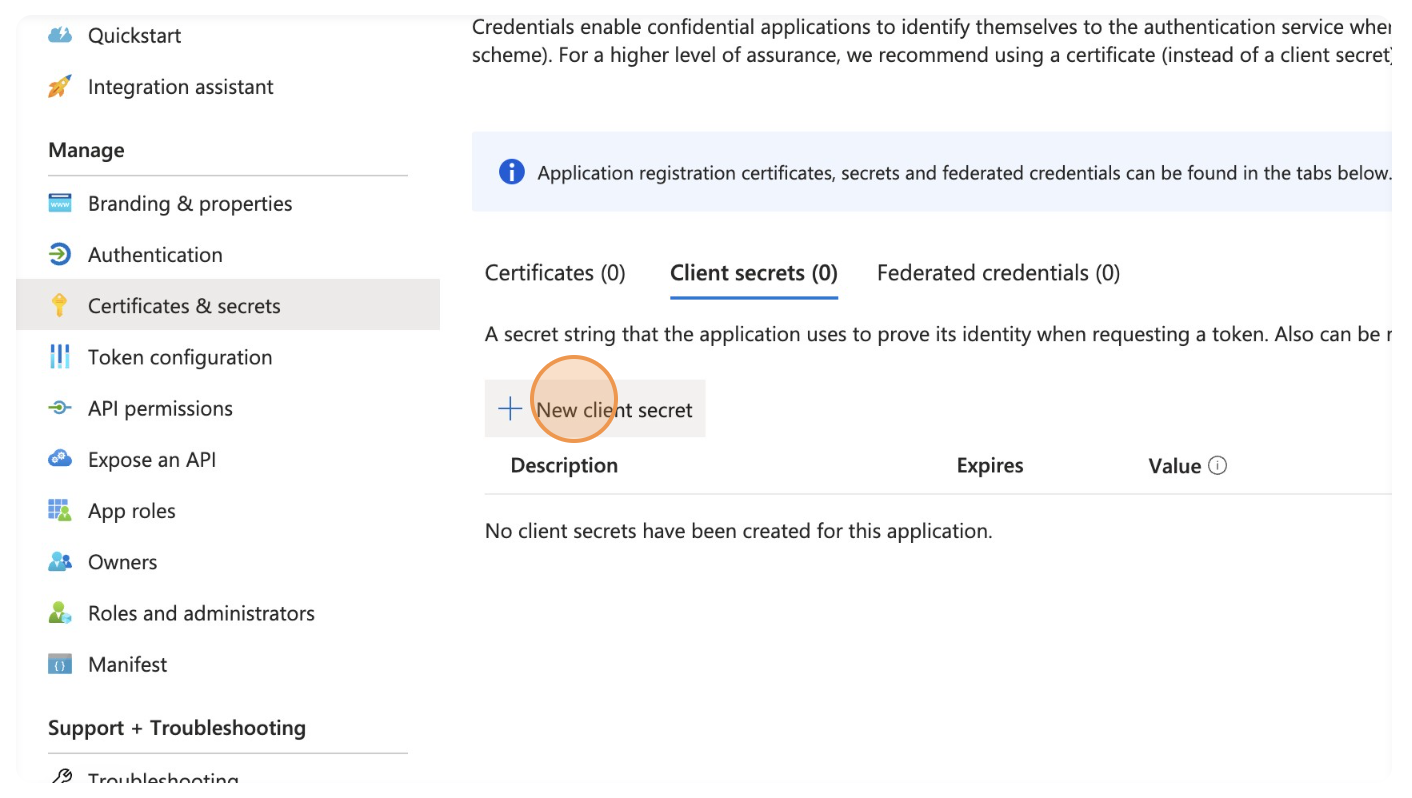 Quickstart
Integration assistant
Manage
Branding & properties
Authentication
Certificates & secrets
Token configuration
API permissions
Expose an API
App roles
Owners
Roles and administrators
Manifest
Support + Troubleshooting
Troubleshooting
Credentials enable confidential applications to identify themselves to the authentication service
scheme). For a higher level of assurance, we recommend using a certificate (instead of a client secret)
Application registration certificates, secrets and federated credentials can be found in the tabs below.
Certificates (0) Client secrets (0) Federated credentials (0)
A secret string that the application uses to prove its identity when requesting a token. Also can be
New client secret
Description Expires Value
No client secrets have been created for this application.